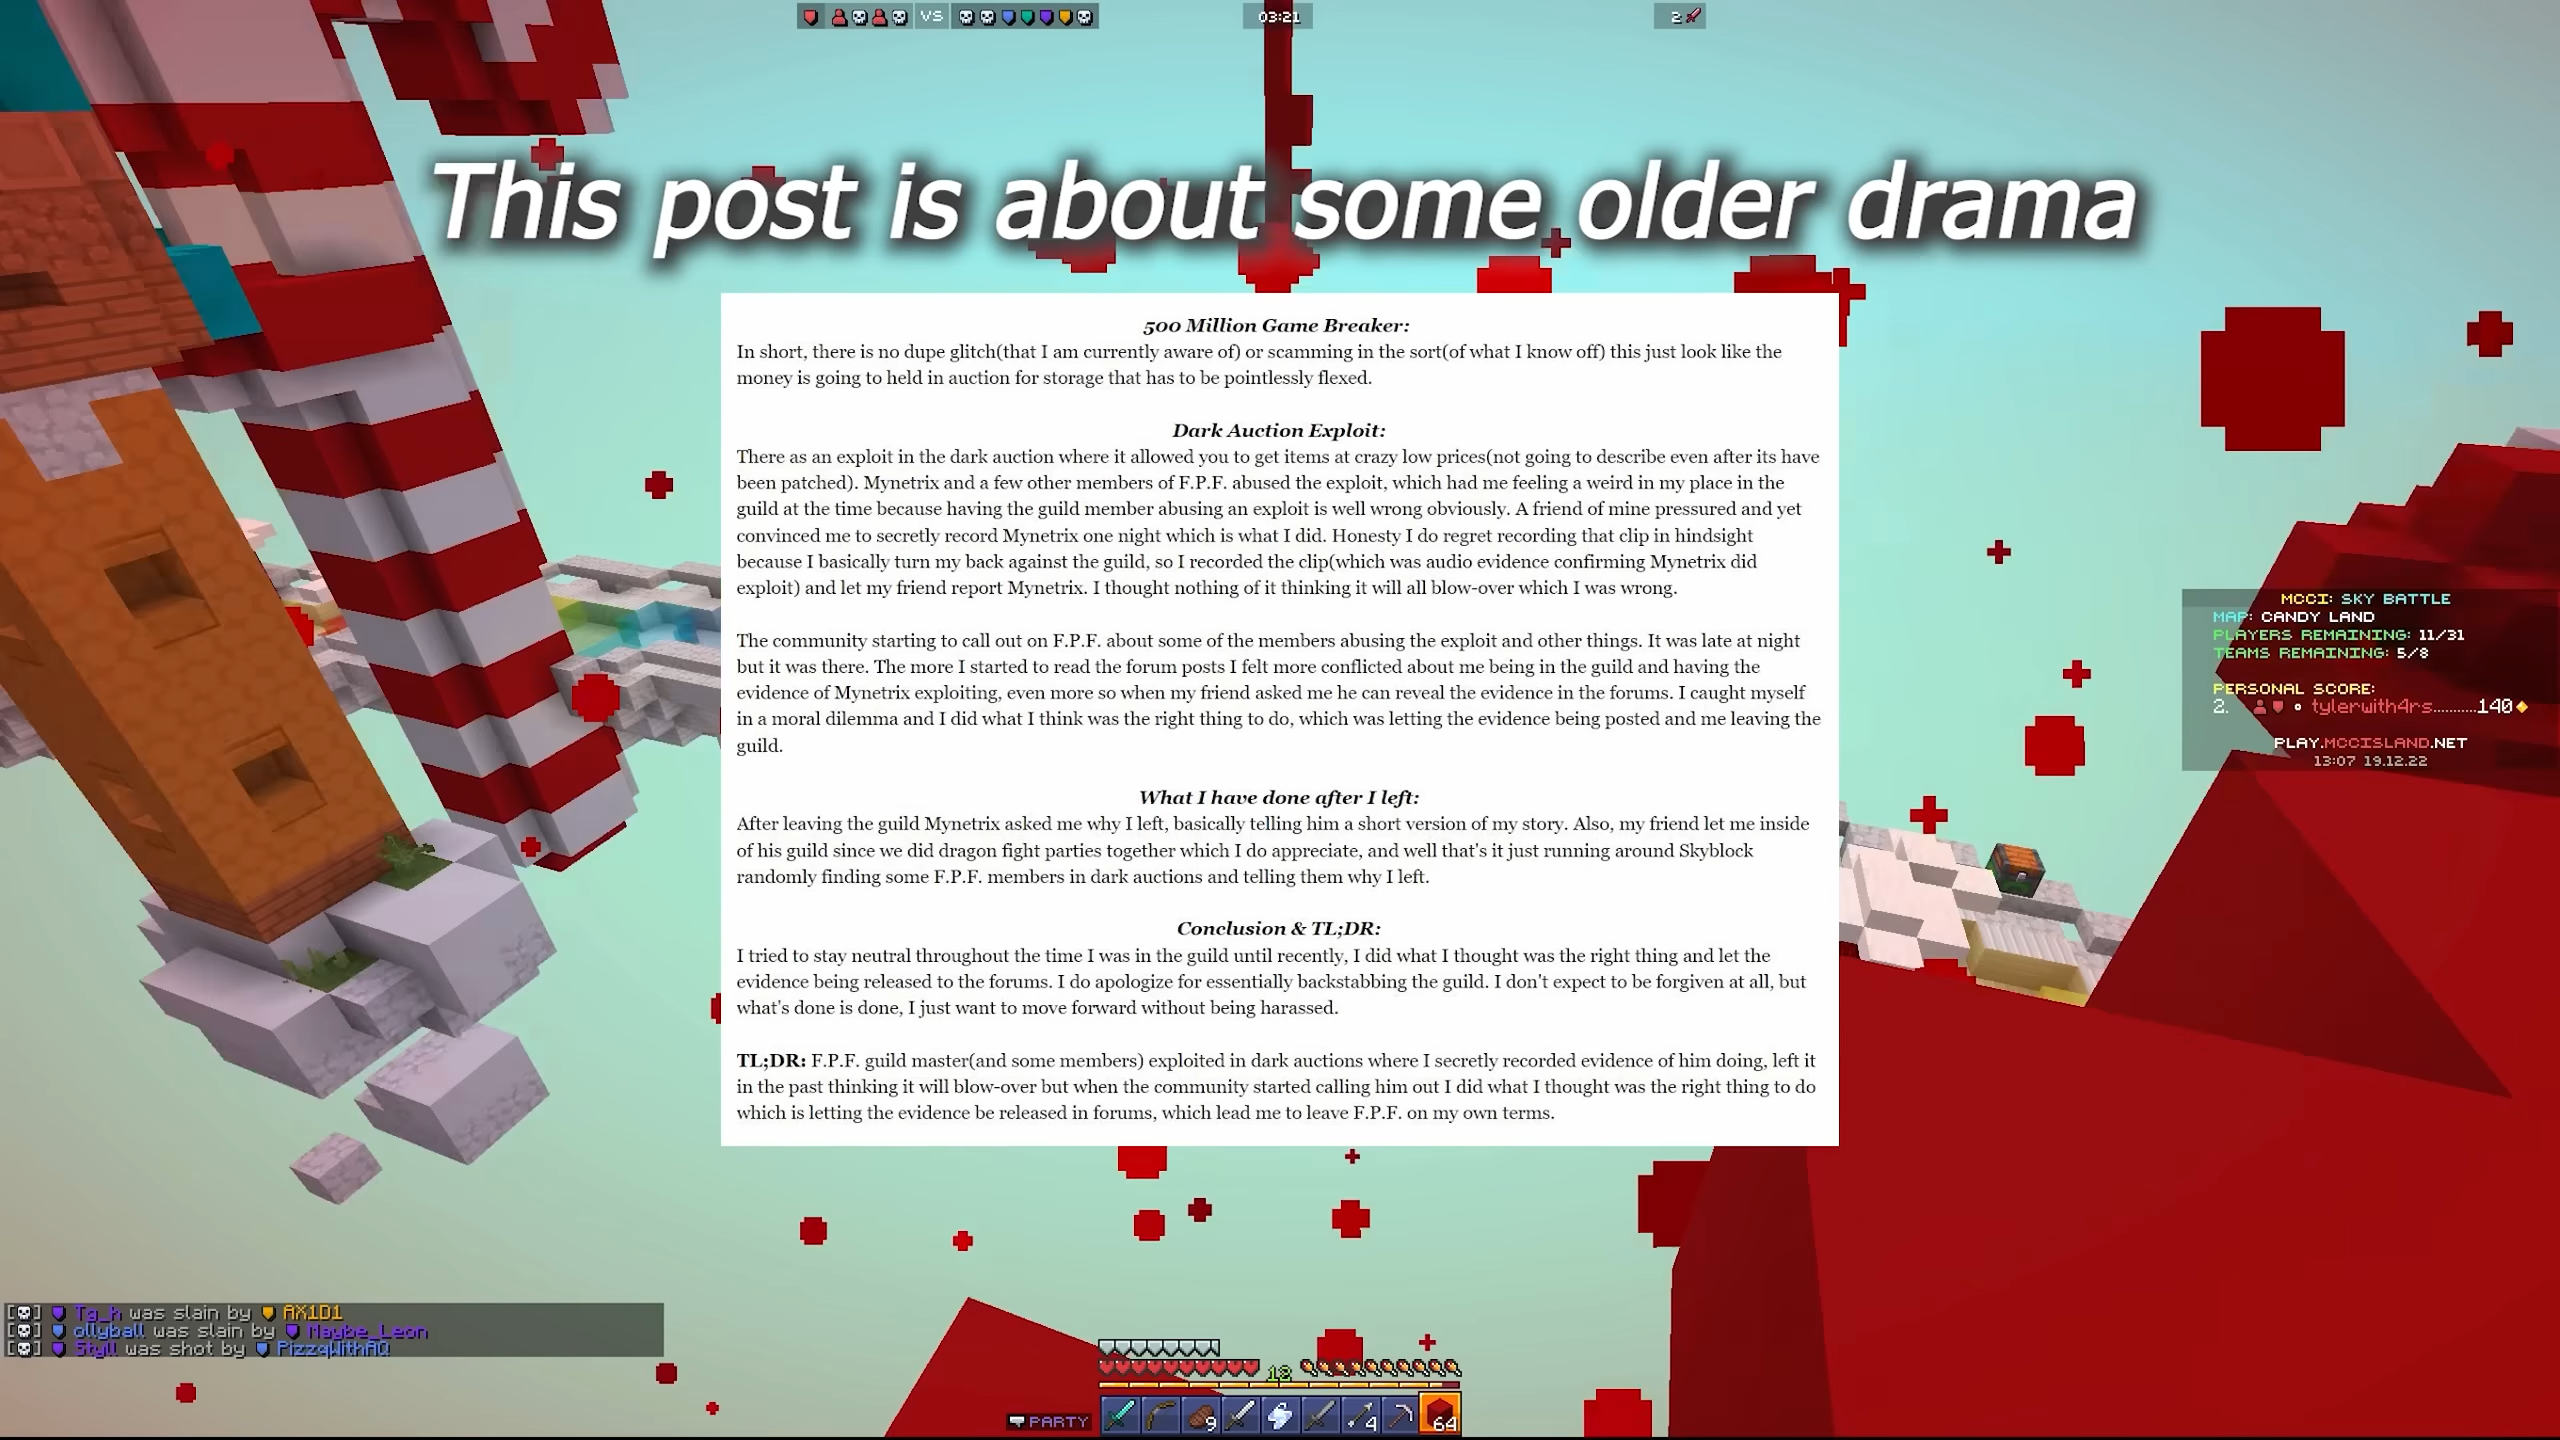 VS
03:21
2
This post is about some older drama
500 Million Game Breaker:
In short, there is no dupe glitch(that I am currently aware of) or scamming in the sort(of what I know off) this just look like the
money is going to held in auction for storage that has to be pointlessly flexed.
Dark Auction Exploit:
There as an exploit in the dark auction where it allowed you to get items at crazy low prices(not going to describe even after its have
been patched). Mynetrix and a few other members of F.P.F. abused the exploit, which had me feeling a weird in my place in the
guild at the time because having the guild member abusing an exploit is well wrong obviously. A friend of mine pressured and yet
convinced me to secretly record Mynetrix one night which is what I did. Honesty I do regret recording that clip in hindsight
because I basically turn my back against the guild, so I recorded the clip(which was audio evidence confirming Mynetrix did
exploit) and let my friend report Mynetrix. I thought nothing of it thinking it will all blow-over which I was wrong.
The community starting to call out on F.P.F. about some of the members abusing the exploit and other things. It was late at night
but it was there. The more I started to read the forum posts I felt more conflicted about me being in the guild and having the
evidence of Mynetrix exploiting, even more so when my friend asked me he can reveal the evidence in the forums. I caught myself
in a moral dilemma and I did what I think was the right thing to do, which was letting the evidence being posted and me leaving the
guild.
What I have done after I left:
After leaving the guild Mynetrix asked me why I left, basically telling him a short version of my story. Also, my friend let me inside
of his guild since we did dragon fight parties together which I do appreciate, and well that's it just running around Skyblock
randomly finding some F.P.F. members in dark auctions and telling them why I left.
Conclusion & TL;DR:
I tried to stay neutral throughout the time I was in the guild until recently, I did what I thought was the right thing and let the
evidence being released to the forums. I do apologize for essentially backstabbing the guild. I don't expect to be forgiven at all, but
what's done is done, I just want to move forward without being harassed.
TL;DR: F.P.F. guild master(and some members) exploited in dark auctions where I secretly recorded evidence of him doing, left it
in the past thinking it will blow-over but when the community started calling him out I did what I thought was the right thing to do
which is letting the evidence be released in forums, which lead me to leave F.P.F. on my own terms.
MCCI: SKY BATTLE
MAP: CANDY LAND
PLAYERS REMAINING: 11/31
TEAMS REMAINING: 5/8
PERSONAL SCORE:
2. tylerwith4rs..........140
PLAY.MCCISLAND.NET
13:07 19.12.22
Tg_h was slain by AX1D1
ollyball was slain by Maybe_Leon
Styll was shot by PizzqWithAQ
18
PARTY
9
4
64